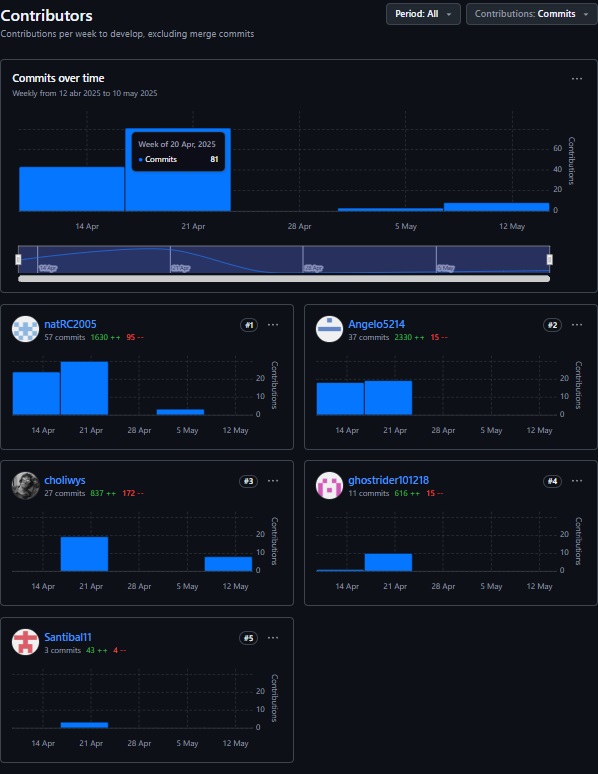 Contributors
Period: All
Contributions: Commits
Contributions per week to develop, excluding merge commits
Commits over time
Weekly from 12 abr 2025 to 10 may 2025
Week of 20 Apr, 2025
Commits 81
60
40
20
0
Contributions
14 Apr 21 Apr 28 Apr 5 May 12 May
14 Apr 21 Apr 28 Apr 5 May
natRC2005 #1
57 commits 1630 ++ 95 --
20
10
0
Contributions
14 Apr 21 Apr 28 Apr 5 May 12 May
Angelo5214 #2
37 commits 2330 ++ 15 --
20
10
0
Contributions
14 Apr 21 Apr 28 Apr 5 May 12 May
choliwys #3
27 commits 837 ++ 172 --
20
10
0
Contributions
14 Apr 21 Apr 28 Apr 5 May 12 May
ghostrider101218 #4
11 commits 616 ++ 15 --
20
10
0
Contributions
14 Apr 21 Apr 28 Apr 5 May 12 May
Santibal11 #5
3 commits 43 ++ 4 --
20
10
0
Contributions
14 Apr 21 Apr 28 Apr 5 May 12 May